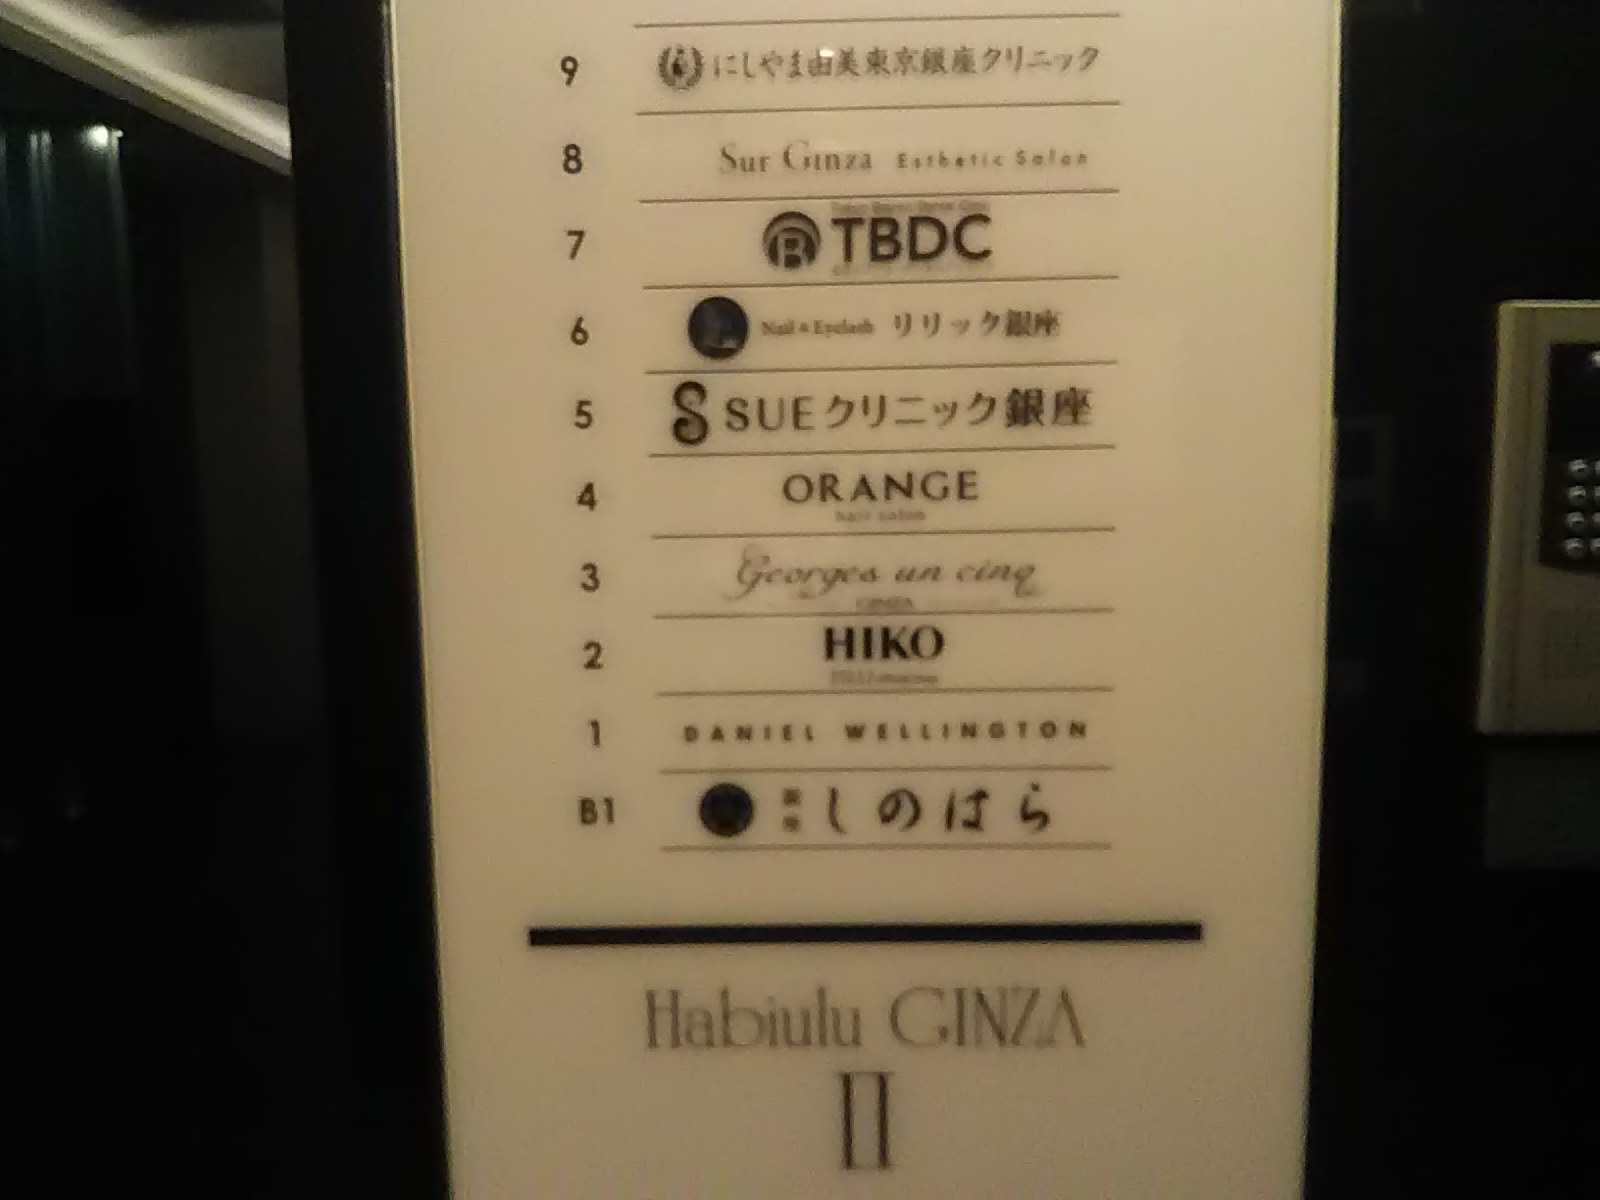 9 にしやま由美東京銀座クリニック
8 Sur Ginza Esthetic Salon
7 TBDC
6 Nail & Eyelash リリック銀座
5 SUEクリニック銀座
4 ORANGE
hair salon
3 Georges un cinq
GINZA
2 HIKO
1 DANIEL WELLINGTON
B1 銀座 しのはら
Habiulu GINZA
II